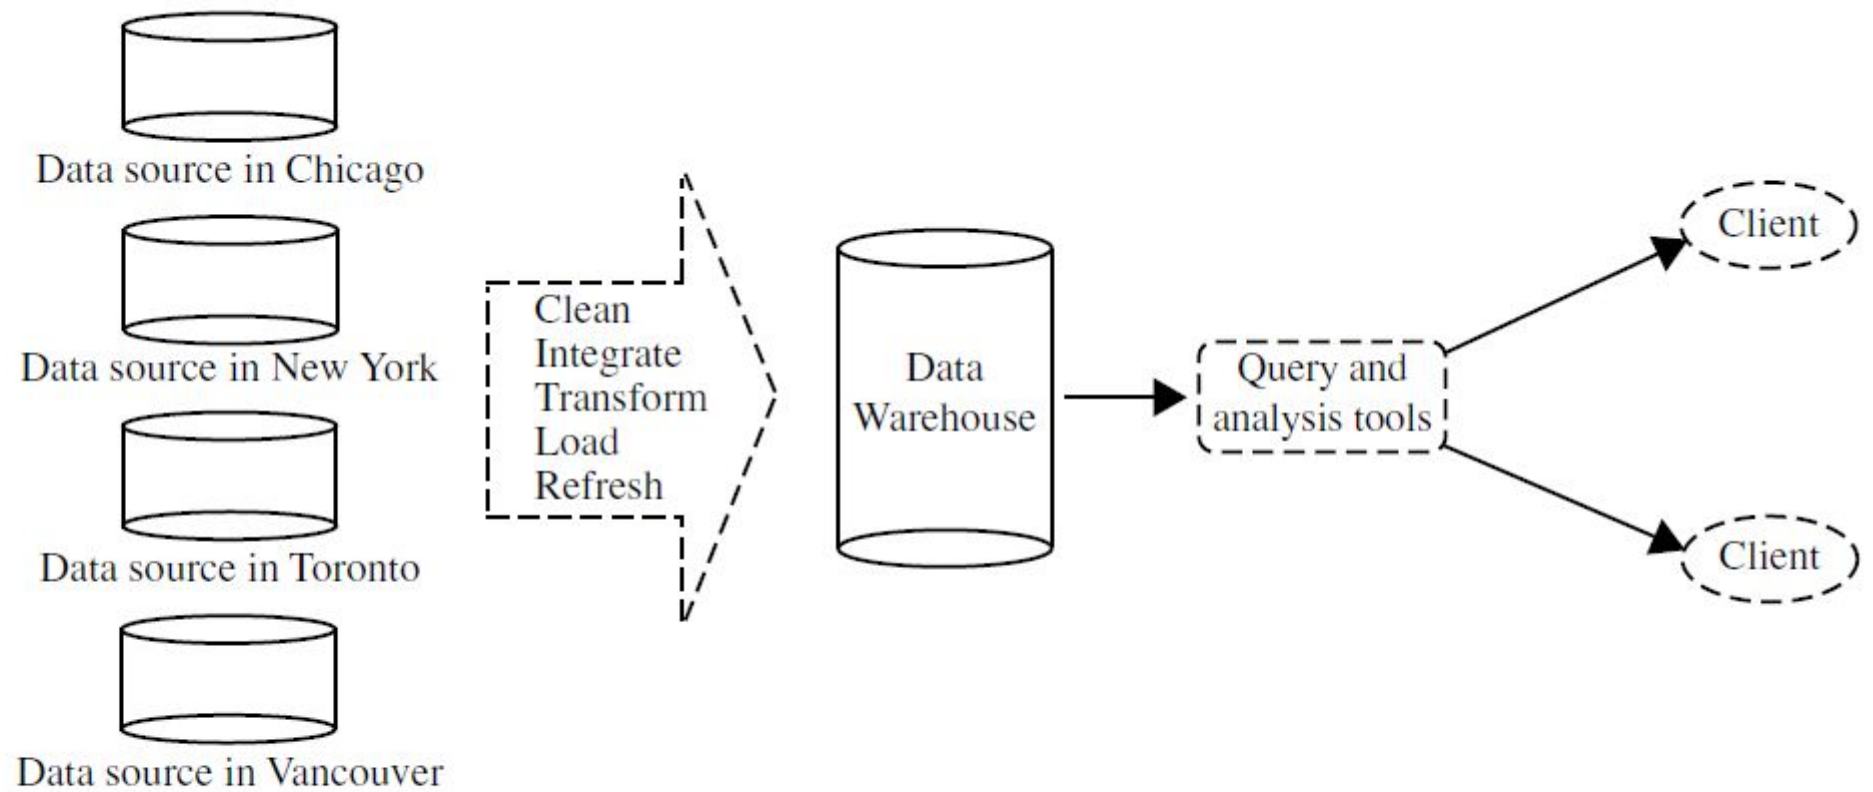 Data source in Chicago
Data source in New York
Data source in Toronto
Data source in Vancouver
Clean
Integrate
Transform
Load
Refresh
Data
Warehouse
Query and
analysis tools
Client
Client